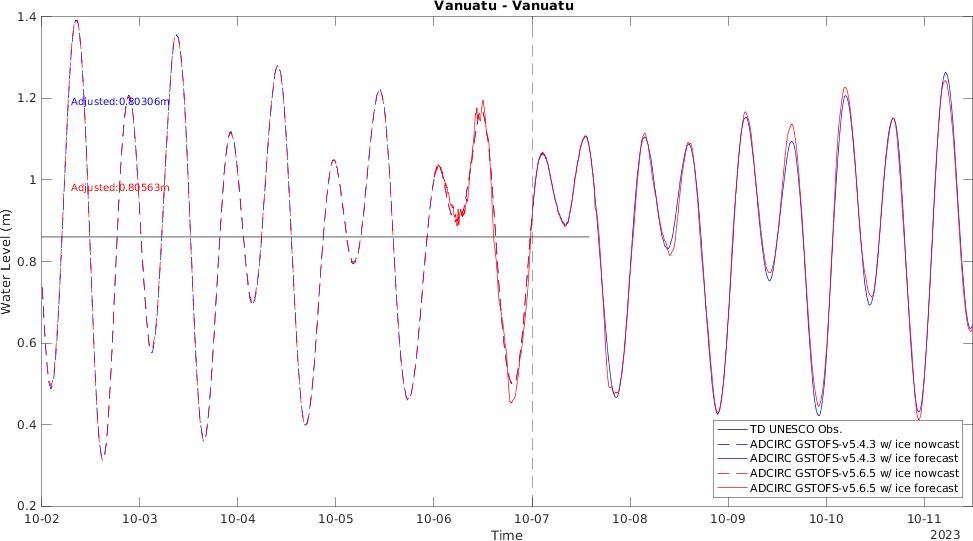 Vanuatu - Vanuatu
1.4
1.2
1
0.8
0.6
0.4
0.2
Water Level (m)
Adjusted:0.80306m
Adjusted:0.80563m
TD UNESCO Obs.
ADCIRC GSTOFS-v5.4.3 w/ ice nowcast
ADCIRC GSTOFS-v5.4.3 w/ ice forecast
ADCIRC GSTOFS-v5.6.5 w/ ice nowcast
ADCIRC GSTOFS-v5.6.5 w/ ice forecast
10-02 10-03 10-04 10-05 10-06 10-07 10-08 10-09 10-10 10-11
Time
2023